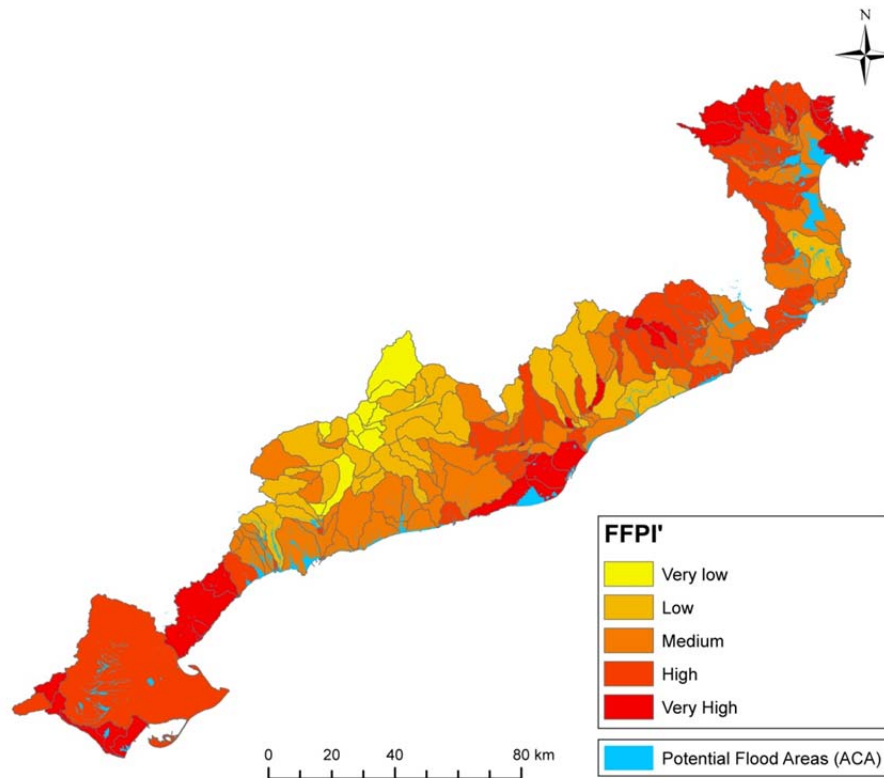 N
FFPI'
Very low
Low
Medium
High
Very High
Potential Flood Areas (ACA)
0 20 40 80 km